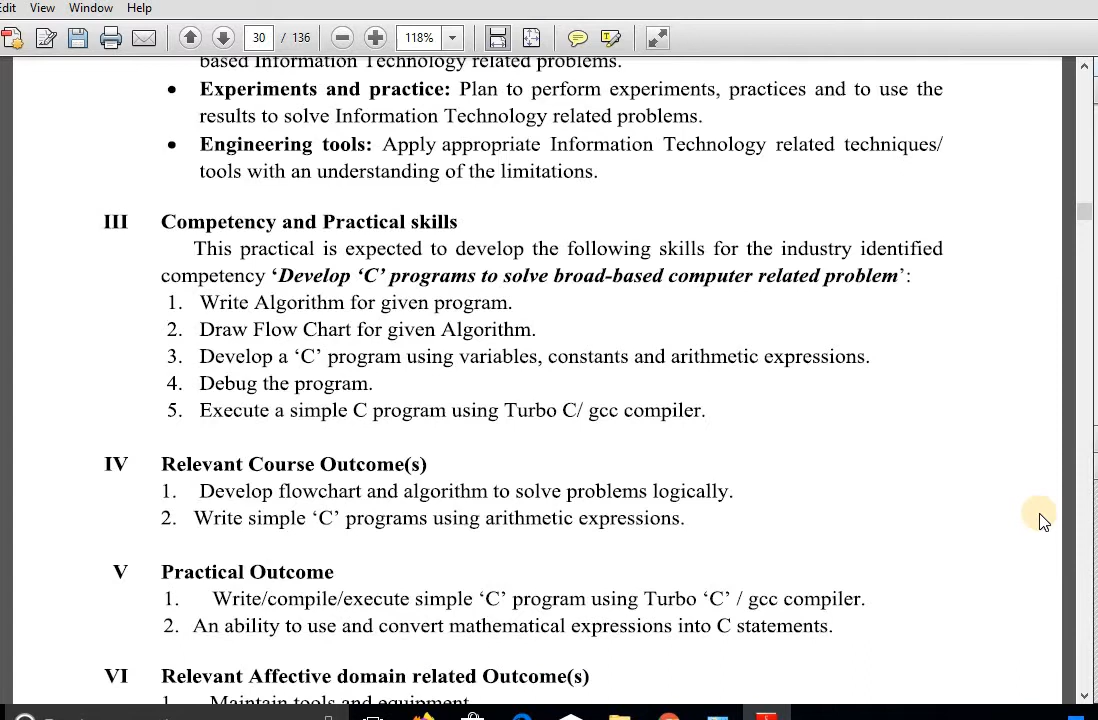 Edit View Window Help
30 / 136 118%
based Information Technology related problems.
• Experiments and practice: Plan to perform experiments, practices and to use the
results to solve Information Technology related problems.
• Engineering tools: Apply appropriate Information Technology related techniques/
tools with an understanding of the limitations.
III Competency and Practical skills
This practical is expected to develop the following skills for the industry identified
competency ‘Develop ‘C’ programs to solve broad-based computer related problem’:
1. Write Algorithm for given program.
2. Draw Flow Chart for given Algorithm.
3. Develop a ‘C’ program using variables, constants and arithmetic expressions.
4. Debug the program.
5. Execute a simple C program using Turbo C/ gcc compiler.
IV Relevant Course Outcome(s)
1. Develop flowchart and algorithm to solve problems logically.
2. Write simple ‘C’ programs using arithmetic expressions.
V Practical Outcome
1. Write/compile/execute simple ‘C’ program using Turbo ‘C’ / gcc compiler.
2. An ability to use and convert mathematical expressions into C statements.
VI Relevant Affective domain related Outcome(s)
1. Maintain tools and equipment.